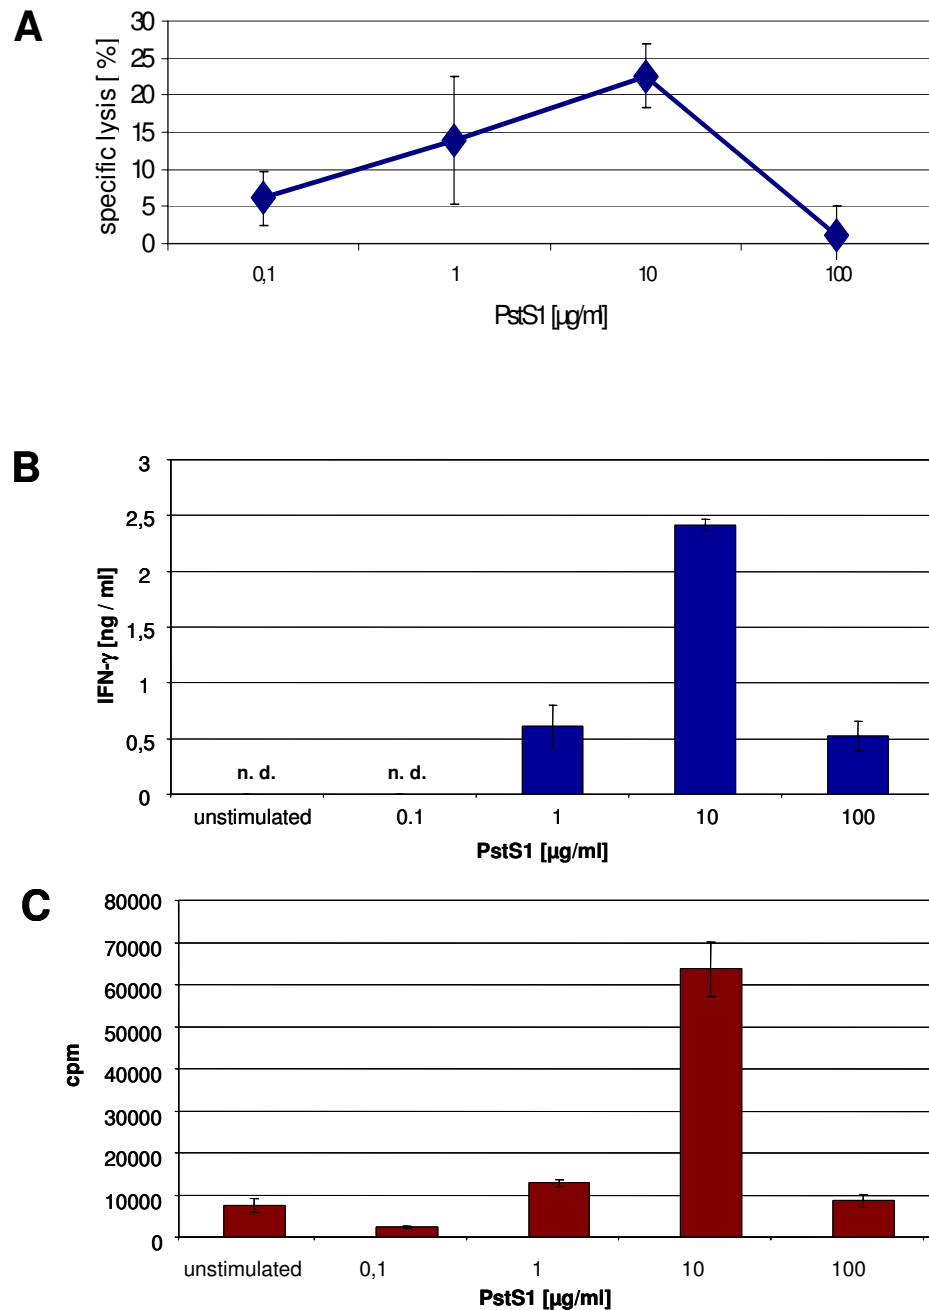 A
specific lysis [ %]
30
25
20
15
10
5
0
0,1 1 10 100
PstS1 [µg/ml]
B
IFN-γ [ng / ml]
3
2,5
2
1,5
1
0,5
0
n. d. n. d.
unstimulated 0.1 1 10 100
PstS1 [µg/ml]
C
cpm
80000
70000
60000
50000
40000
30000
20000
10000
0
unstimulated 0,1 1 10 100
PstS1 [µg/ml]